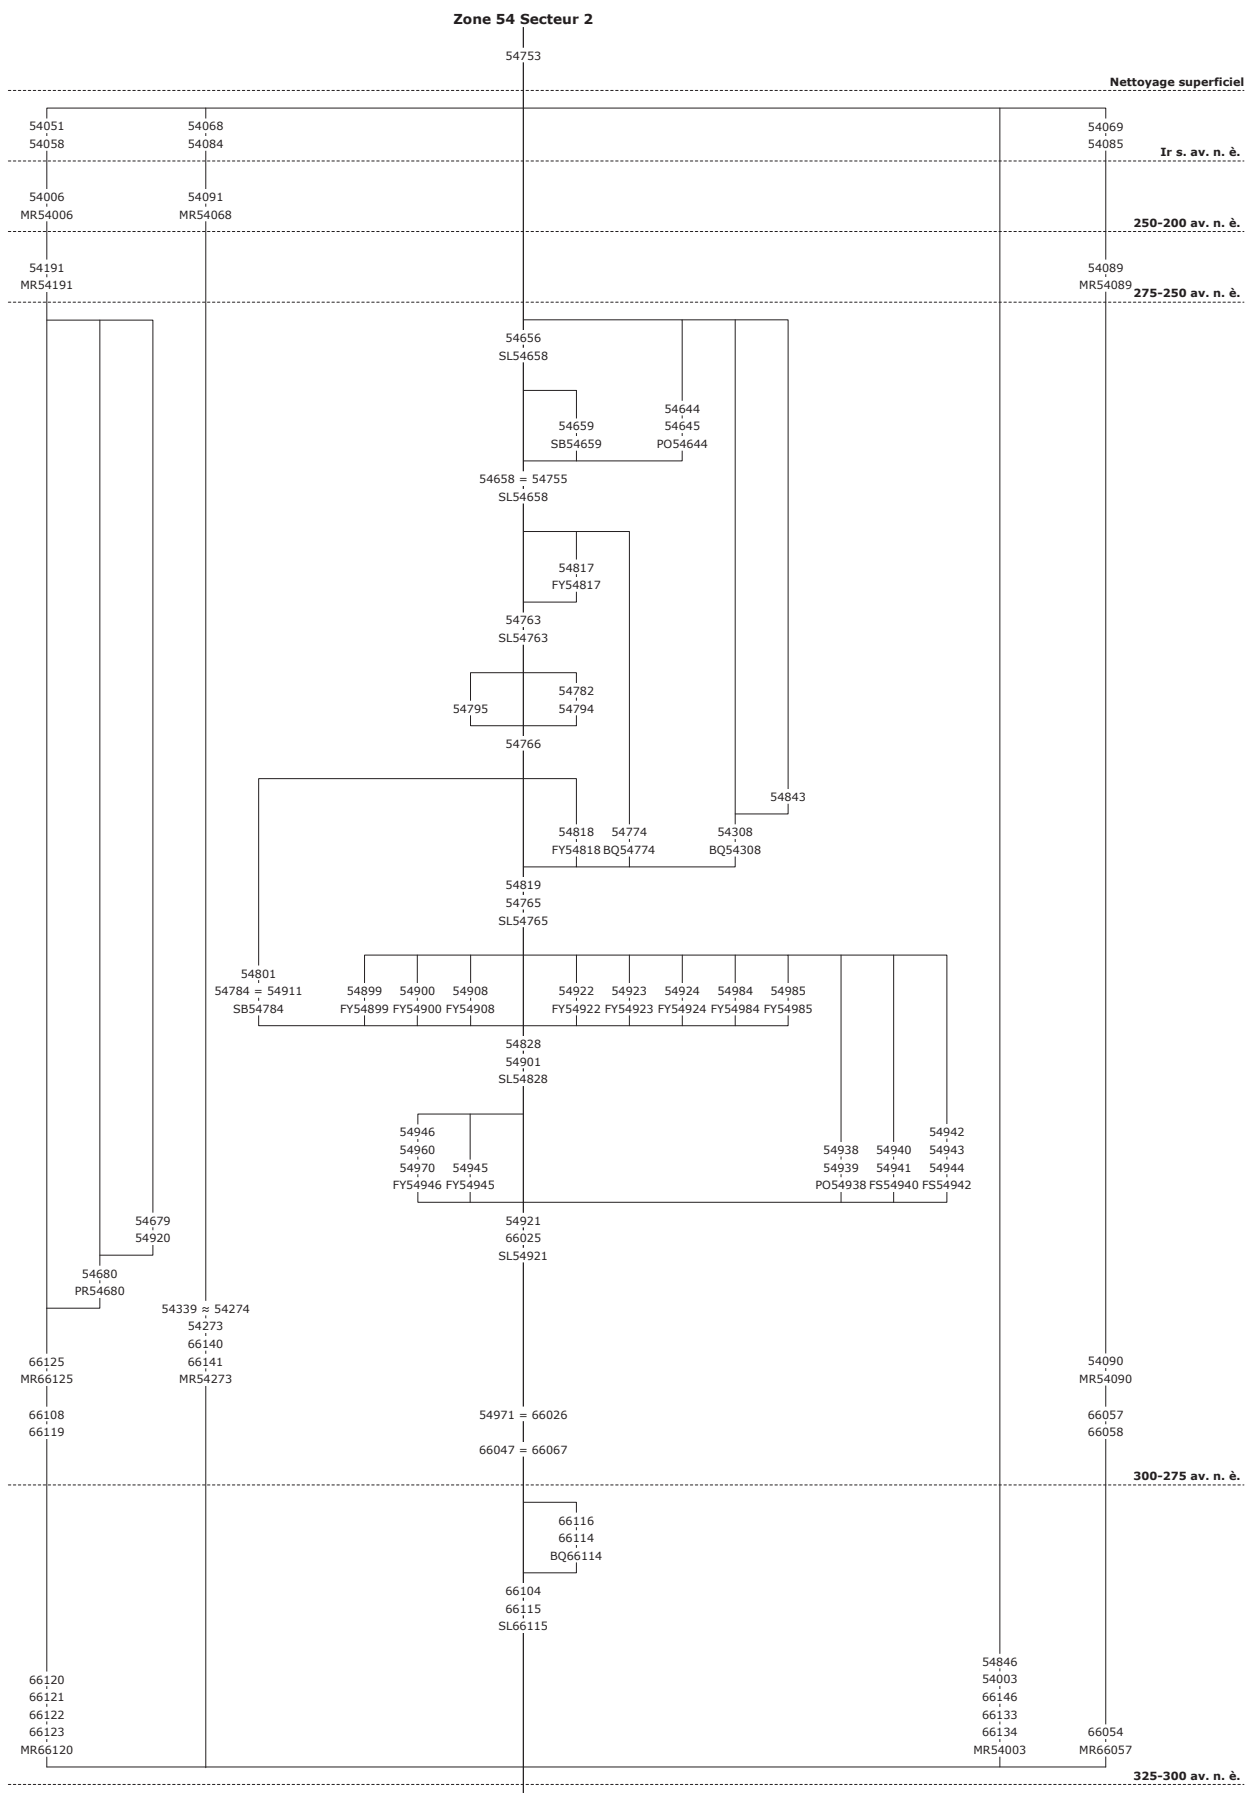 Zone 54 Secteur 2
54753
Nettoyage superficiel
54051 54068 54069
54058 54084 54085
Ir s. av. n. è.
54006 54091
MR54006 MR54068
250-200 av. n. è.
54191 54089
MR54191 MR54089
275-250 av. n. è.
54656
SL54658
54644
54659 54645
SB54659 PO54644
54658 = 54755
SL54658
54817
FY54817
54763
SL54763
54782
54795 54794
54766
54843
54818 54774 54308
FY54818 BQ54774 BQ54308
54819
54765
SL54765
54801
54784 = 54911 54899 54900 54908 54922 54923 54924 54984 54985
SB54784 FY54899 FY54900 FY54908 FY54922 FY54923 FY54924 FY54984 FY54985
54828
54901
SL54828
54946 54942
54960 54938 54940 54943
54970 54945 54939 54941 54944
FY54946 FY54945 PO54938 FS54940 FS54942
54679 54921
54920 66025
SL54921
54680
PR54680
54339 ≈ 54274
54273
66140
66125 66141 54090
MR66125 MR54273 MR54090
66108 54971 = 66026 66057
66119 66058
66047 = 66067
300-275 av. n. è.
66116
66114
BQ66114
66104
66115
SL66115
54846
66120 54003
66121 66146
66122 66133
66123 66134 66054
MR66120 MR54003 MR66057
325-300 av. n. è.